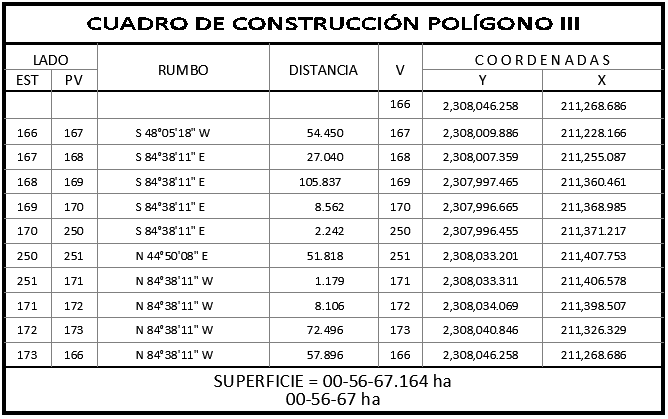 CUADRO DE CONSTRUCCIÓN POLÍGONO III
LADO RUMBO DISTANCIA V COORDENADAS
EST PV Y X
166 2,308,046.258 211,268.686
166 167 S 48°05'18" W 54.450 167 2,308,009.886 211,228.166
167 168 S 84°38'11" E 27.040 168 2,308,007.359 211,255.087
168 169 S 84°38'11" E 105.837 169 2,307,997.465 211,360.461
169 170 S 84°38'11" E 8.562 170 2,307,996.665 211,368.985
170 250 S 84°38'11" E 2.242 250 2,307,996.455 211,371.217
250 251 N 44°50'08" E 51.818 251 2,308,033.201 211,407.753
251 171 N 84°38'11" W 1.179 171 2,308,033.311 211,406.578
171 172 N 84°38'11" W 8.106 172 2,308,034.069 211,398.507
172 173 N 84°38'11" W 72.496 173 2,308,040.846 211,326.329
173 166 N 84°38'11" W 57.896 166 2,308,046.258 211,268.686
SUPERFICIE = 00-56-67.164 ha
00-56-67 ha